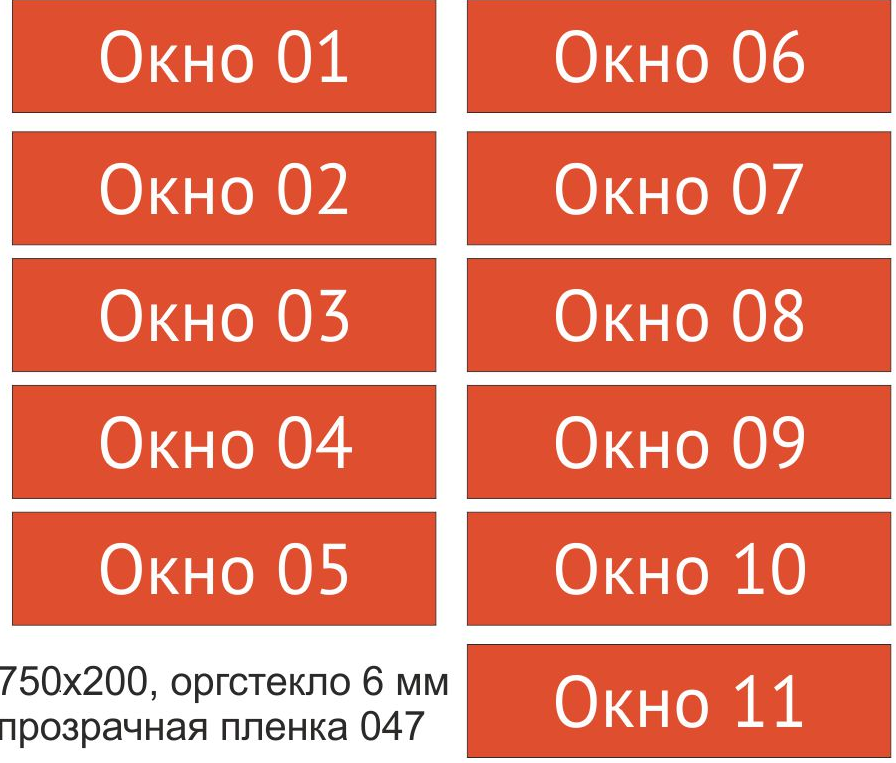 Окно 01
Окно 02
Окно 03
Окно 04
Окно 05
750х200, оргстекло 6 мм
прозрачная пленка 047
Окно 06
Окно 07
Окно 08
Окно 09
Окно 10
Окно 11